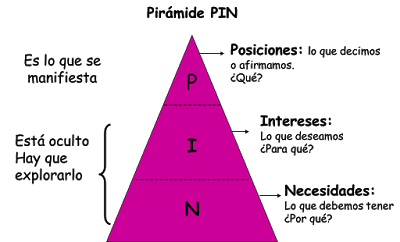 Pirámide PIN
Es lo que se
manifiesta
Posiciones: lo que decimos
o afirmamos.
¿Qué?
P
Está oculto
Hay que
explorarlo
Intereses:
Lo que deseamos
¿Para qué?
I
Necesidades:
Lo que debemos tener
¿Por qué?
N